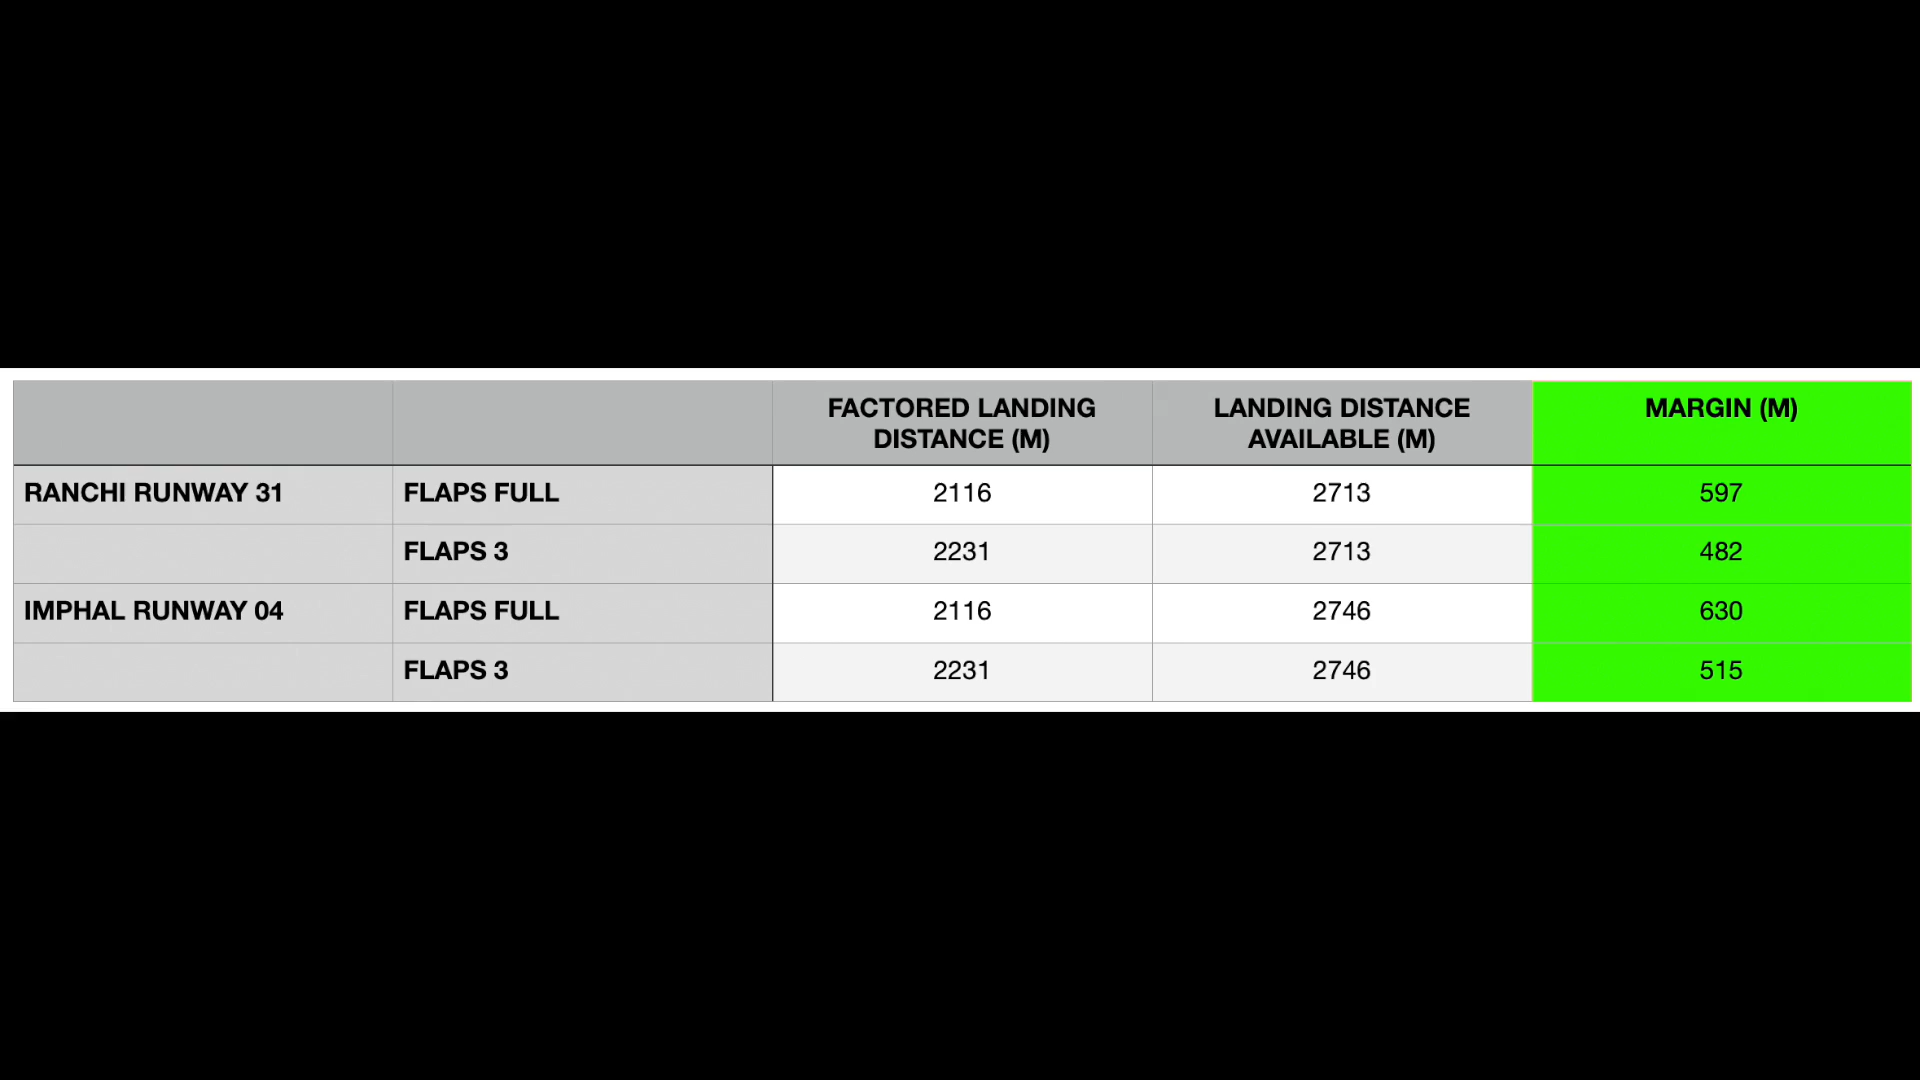 FACTORED LANDING
DISTANCE (M)
LANDING DISTANCE
AVAILABLE (M)
MARGIN (M)
RANCHI RUNWAY 31 FLAPS FULL 2116 2713 597
FLAPS 3 2231 2713 482
IMPHAL RUNWAY 04 FLAPS FULL 2116 2746 630
FLAPS 3 2231 2746 515